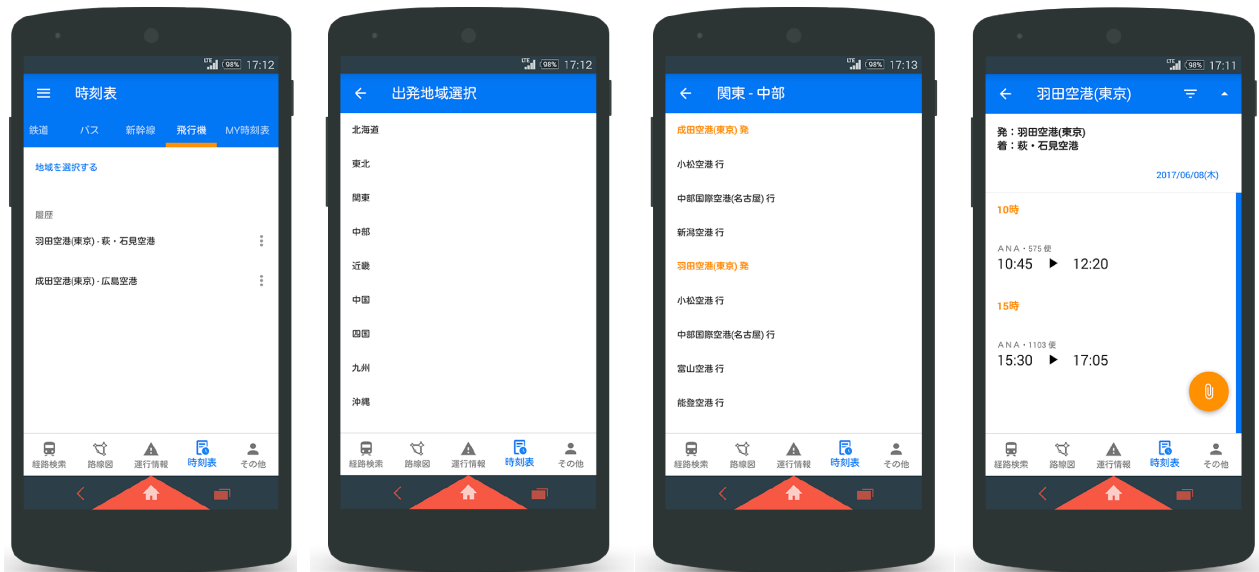 LTE 98% 17:12
時刻表
鉄道 バス 新幹線 飛行機 MY時刻表
地域を選択する
履歴
羽田空港(東京) - 萩・石見空港
成田空港(東京) - 広島空港
経路検索 路線図 運行情報 時刻表 その他
LTE 98% 17:12
出発地域選択
北海道
東北
関東
中部
近畿
中国
四国
九州
沖縄
経路検索 路線図 運行情報 時刻表 その他
LTE 98% 17:13
関東 - 中部
成田空港(東京) 発
小松空港 行
中部国際空港(名古屋) 行
新潟空港 行
羽田空港(東京) 発
小松空港 行
中部国際空港(名古屋) 行
富山空港 行
能登空港 行
経路検索 路線図 運行情報 時刻表 その他
LTE 98% 17:11
羽田空港(東京)
発：羽田空港(東京)
着：萩・石見空港
2017/06/08(木)
10時
ANA・575 便
10:45 ▶ 12:20
15時
ANA・1103 便
15:30 ▶ 17:05
経路検索 路線図 運行情報 時刻表 その他